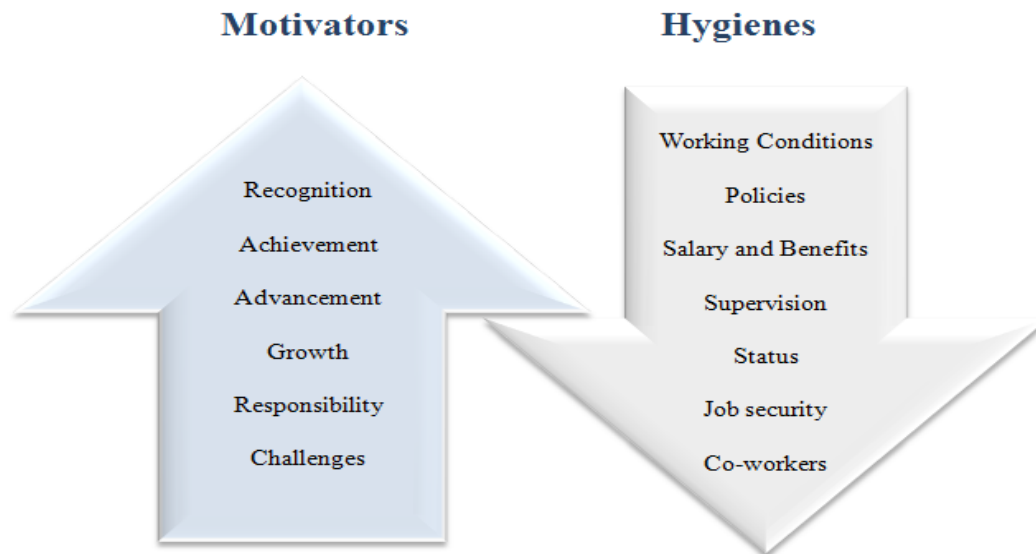 Motivators
Recognition
Achievement
Advancement
Growth
Responsibility
Challenges
Hygienes
Working Conditions
Policies
Salary and Benefits
Supervision
Status
Job security
Co-workers